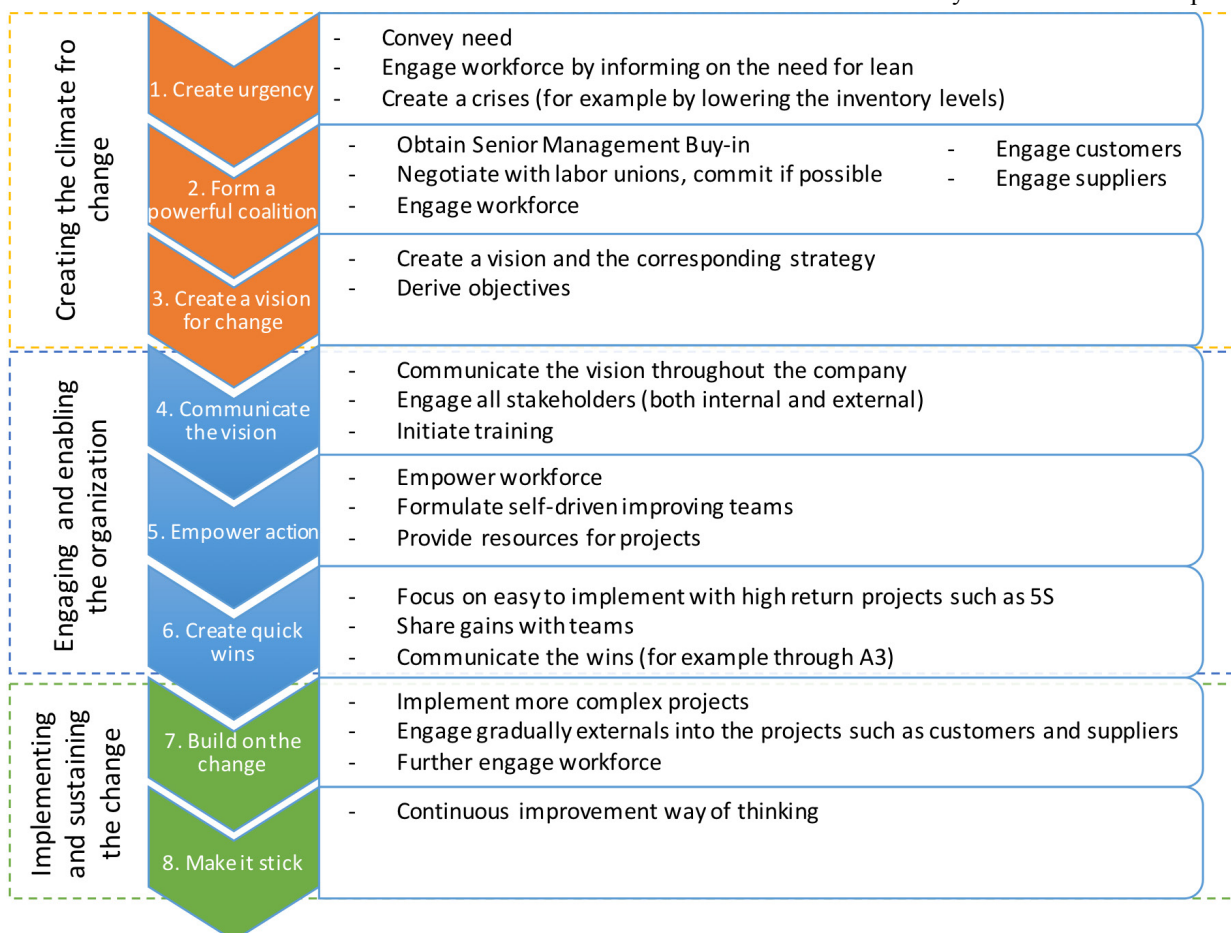 Creating the climate fro
change
1. Create urgency
- Convey need
- Engage workforce by informing on the need for lean
- Create a crises (for example by lowering the inventory levels)
2. Form a
powerful coalition
- Obtain Senior Management Buy-in
- Negotiate with labor unions, commit if possible
- Engage workforce
- Engage customers
- Engage suppliers
3. Create a vision
for change
- Create a vision and the corresponding strategy
- Derive objectives
Engaging and enabling
the organization
4. Communicate
the vision
- Communicate the vision throughout the company
- Engage all stakeholders (both internal and external)
- Initiate training
5. Empower action
- Empower workforce
- Formulate self-driven improving teams
- Provide resources for projects
6. Create quick
wins
- Focus on easy to implement with high return projects such as 5S
- Share gains with teams
- Communicate the wins (for example through A3)
Implementing
and sustaining
the change
7. Build on the
change
- Implement more complex projects
- Engage gradually externals into the projects such as customers and suppliers
- Further engage workforce
8. Make it stick
- Continuous improvement way of thinking